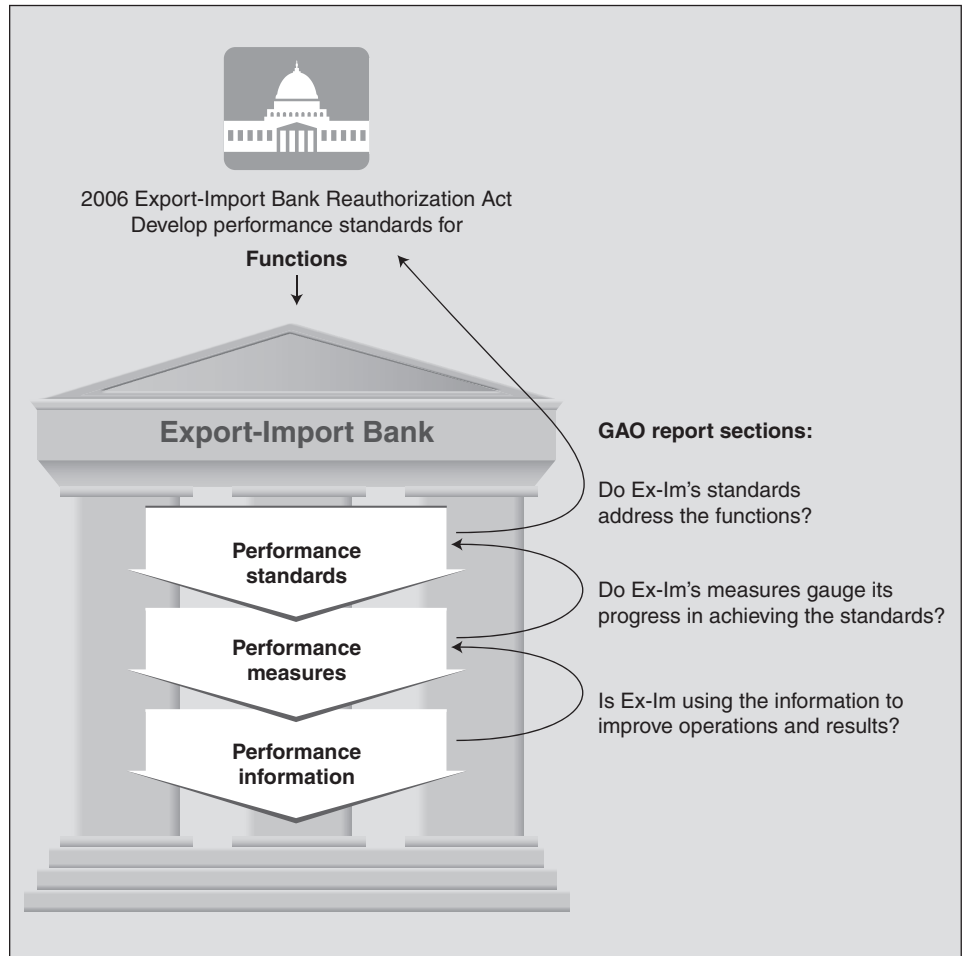 2006 Export-Import Bank Reauthorization Act
Develop performance standards for
Functions
Export-Import Bank
GAO report sections:
Do Ex-Im's standards
address the functions?
Performance
standards
Do Ex-Im's measures gauge its
progress in achieving the standards?
Performance
measures
Is Ex-Im using the information to
improve operations and results?
Performance
information